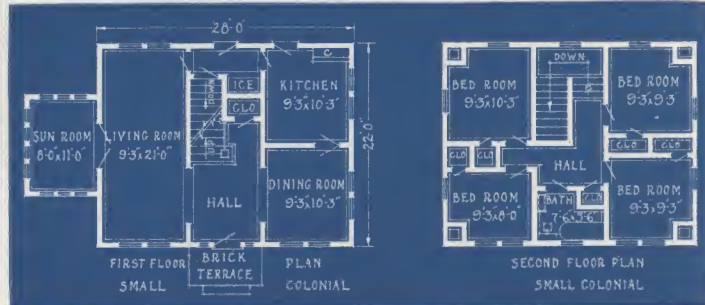 28'-0"
22'-0"
SUN ROOM
8'-0"x11'-0"
LIVING ROOM
9'-3"x21'-0"
DOWN
UP
ICE
CLO
C
KITCHEN
9'-3"x10'-3"
DINING ROOM
9'-3"x10'-3"
HALL
BRICK
TERRACE
FIRST FLOOR PLAN
SMALL COLONIAL
BED ROOM
9'-3"x10'-3"
DOWN
BED ROOM
9'-3"x9'-3"
CLO
CLO
CLO
CLO
HALL
BED ROOM
9'-3"x8'-0"
BATH
7'-6"x5'-6"
CLO
BED ROOM
9'-3"x9'-3"
SECOND FLOOR PLAN
SMALL COLONIAL